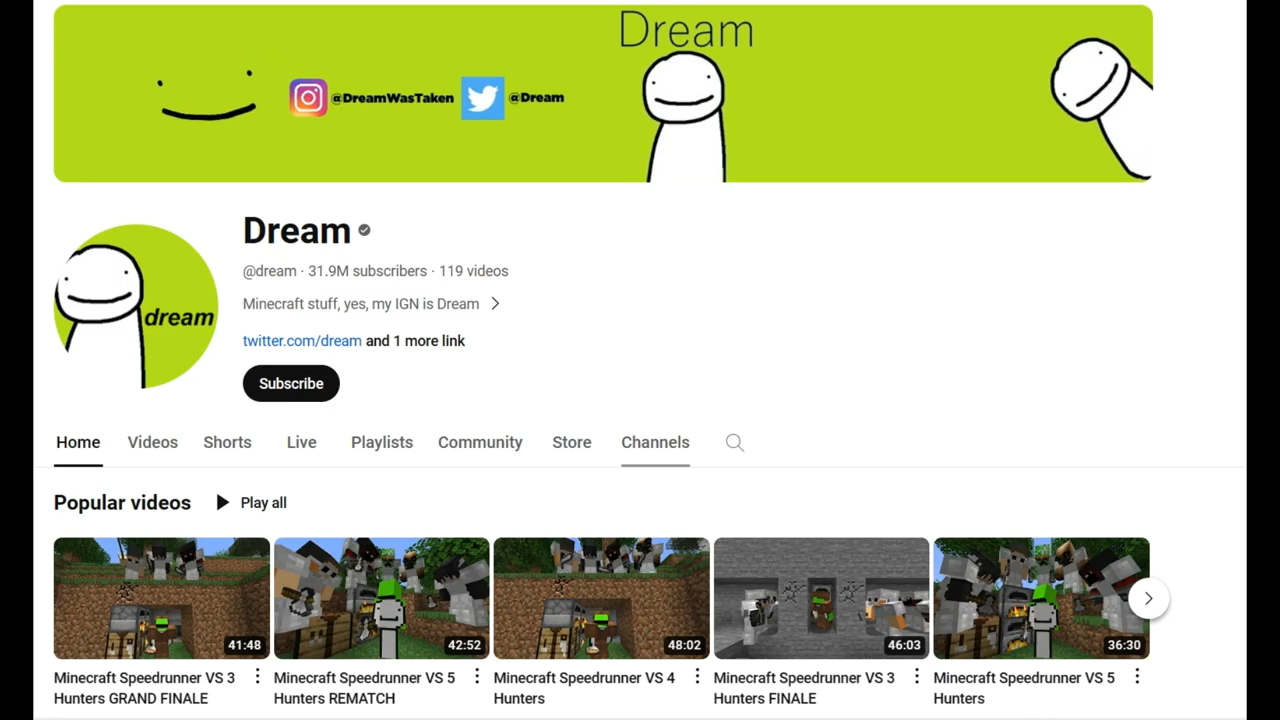 Dream
@DreamWasTaken @Dream
dream
Dream
@dream · 31.9M subscribers · 119 videos
Minecraft stuff, yes, my IGN is Dream
twitter.com/dream and 1 more link
Subscribe
Home Videos Shorts Live Playlists Community Store Channels
Popular videos Play all
41:48 42:52 48:02 46:03 36:30
Minecraft Speedrunner VS 3
Hunters GRAND FINALE
Minecraft Speedrunner VS 5
Hunters REMATCH
Minecraft Speedrunner VS 4
Hunters
Minecraft Speedrunner VS 3
Hunters FINALE
Minecraft Speedrunner VS 5
Hunters